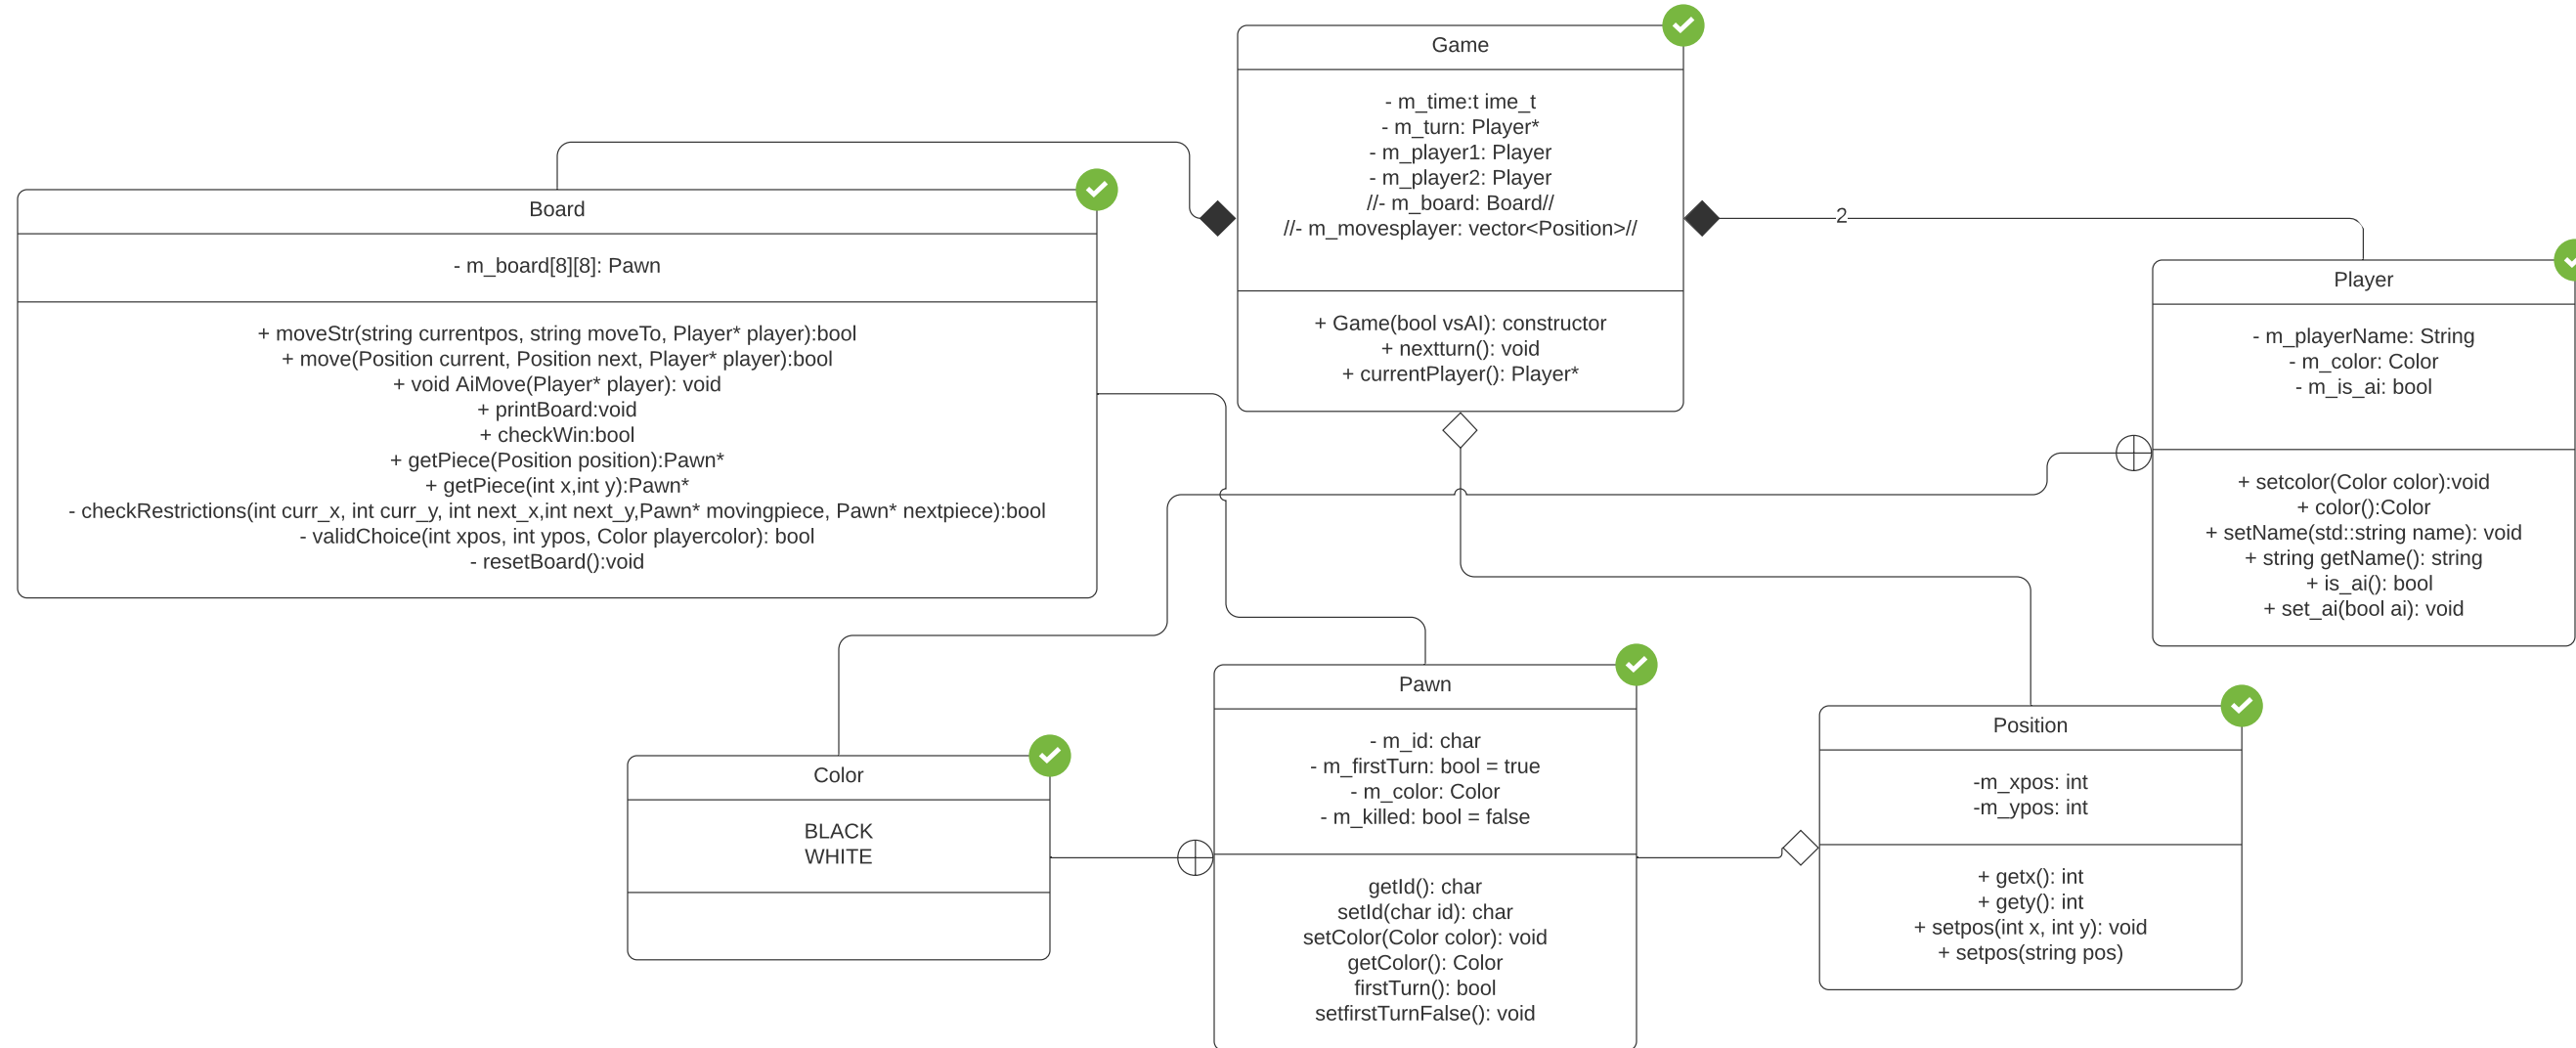 Game
- m_time:t ime_t
- m_turn: Player*
- m_player1: Player
- m_player2: Player
//- m_board: Board//
//- m_movesplayer: vector<Position>//
+ Game(bool vsAI): constructor
+ nextturn(): void
+ currentPlayer(): Player*
2
Board
- m_board[8][8]: Pawn
+ moveStr(string currentpos, string moveTo, Player* player):bool
+ move(Position current, Position next, Player* player):bool
+ void AiMove(Player* player): void
+ printBoard:void
+ checkWin:bool
+ getPiece(Position position):Pawn*
+ getPiece(int x,int y):Pawn*
- checkRestrictions(int curr_x, int curr_y, int next_x,int next_y,Pawn* movingpiece, Pawn* nextpiece):bool
- validChoice(int xpos, int ypos, Color playercolor): bool
- resetBoard():void
Player
- m_playerName: String
- m_color: Color
- m_is_ai: bool
+ setcolor(Color color):void
+ color():Color
+ setName(std::string name): void
+ string getName(): string
+ is_ai(): bool
+ set_ai(bool ai): void
Color
BLACK
WHITE
Pawn
- m_id: char
- m_firstTurn: bool = true
- m_color: Color
- m_killed: bool = false
getId(): char
setId(char id): char
setColor(Color color): void
getColor(): Color
firstTurn(): bool
setfirstTurnFalse(): void
Position
-m_xpos: int
-m_ypos: int
+ getx(): int
+ gety(): int
+ setpos(int x, int y): void
+ setpos(string pos)